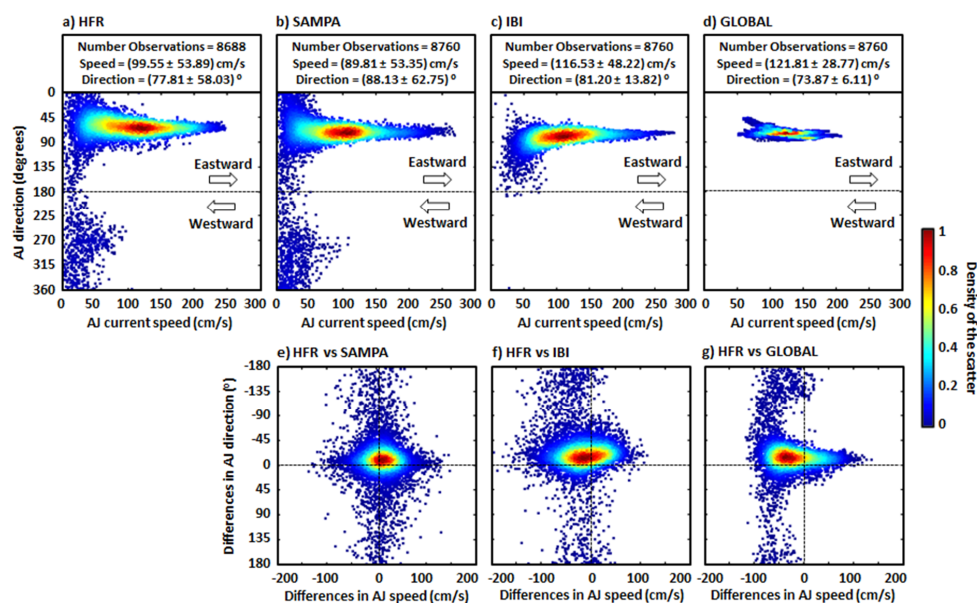 a) HFR
b) SAMPA
c) IBI
d) GLOBAL
Number Observations = 8688
Speed = (99.55 ± 53.89) cm/s
Direction = (77.81 ± 58.03) º
Number Observations = 8760
Speed = (89.81 ± 53.35) cm/s
Direction = (88.13 ± 62.75) º
Number Observations = 8760
Speed = (116.53 ± 48.22) cm/s
Direction = (81.20 ± 13.82) º
Number Observations = 8760
Speed = (121.81 ± 28.77) cm/s
Direction = (73.87 ± 6.11) º
AJ direction (degrees)
0
45
90
135
180
225
270
315
360
Eastward
Westward
Eastward
Westward
Eastward
Westward
Eastward
Westward
0 50 100 150 200 250 300
0 50 100 150 200 250 300
0 50 100 150 200 250 300
0 50 100 150 200 250 300
AJ current speed (cm/s)
AJ current speed (cm/s)
AJ current speed (cm/s)
AJ current speed (cm/s)
e) HFR vs SAMPA
f) HFR vs IBI
g) HFR vs GLOBAL
Differences in AJ direction (º)
-180
-135
-90
-45
0
45
90
135
180
-200 -100 0 100 200
-100 0 100 200
-100 0 100 200
Differences in AJ speed (cm/s)
Differences in AJ speed (cm/s)
Differences in AJ speed (cm/s)
1
0.8
0.6
0.4
0.2
0
Density of the scatter